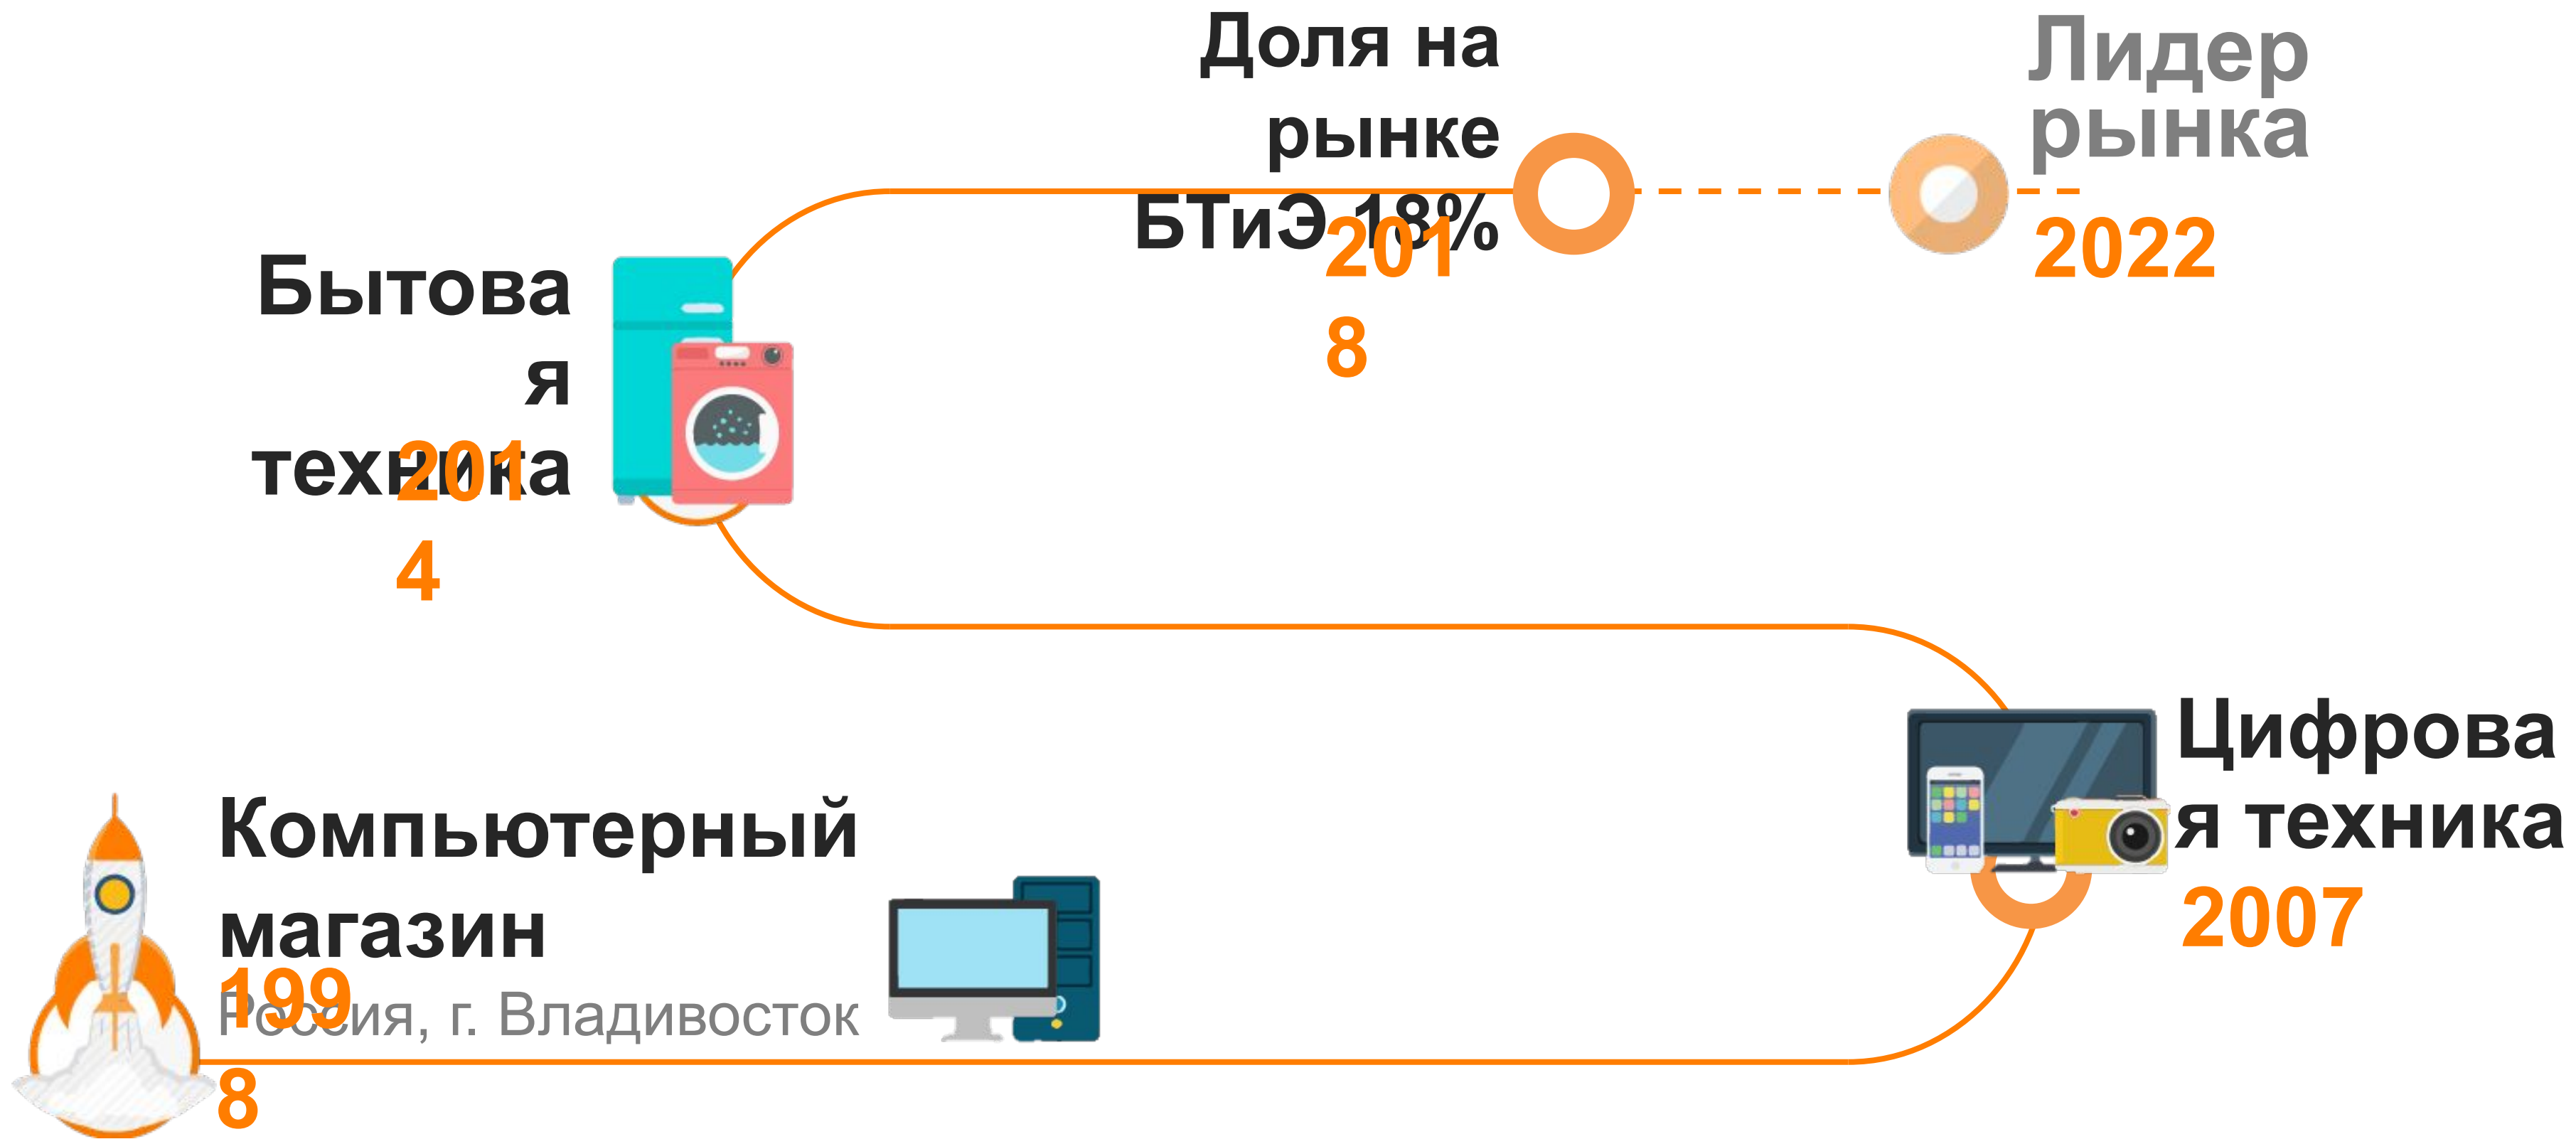 Доля на
рынке
БТиЭ 18%
201
8
Лидер
рынка
2022
Бытова
я
техника
201
4
Цифрова
я техника
2007
Компьютерный
магазин
199
8
Россия, г. Владивосток